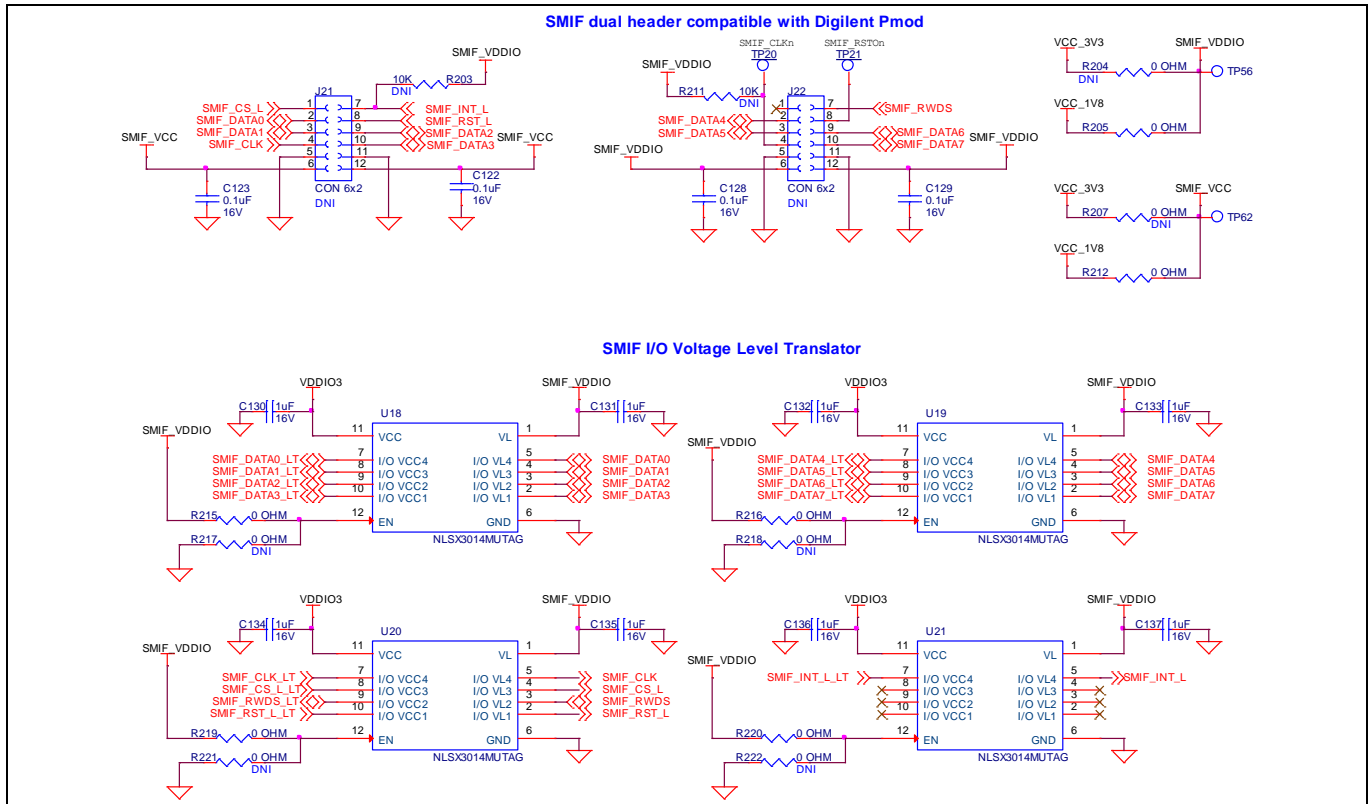 SMIF dual header compatible with Digilent Pmod
SMIF_VDDIO
10K R203
DNI
J21
SMIF_CS_L 1 7 SMIF_INT_L
SMIF_DATA0 2 8 SMIF_RST_L
SMIF_DATA1 3 9 SMIF_DATA2
SMIF_CLK 4 10 SMIF_DATA3
5 11
6 12
SMIF_VCC
SMIF_VCC
CON 6x2
DNI
C123
0.1uF
16V
C122
0.1uF
16V
SMIF_CLKn
TP20
SMIF_RSTOn
TP21
SMIF_VDDIO
R211 10K
DNI
J22
1 7 SMIF_RWDS
SMIF_DATA4 2 8
SMIF_DATA5 3 9 SMIF_DATA6
4 10 SMIF_DATA7
5 11
6 12
SMIF_VDDIO
SMIF_VDDIO
CON 6x2
DNI
C128
0.1uF
16V
C129
0.1uF
16V
VCC_3V3 SMIF_VDDIO
R204 0 OHM TP56
DNI
VCC_1V8
R205 0 OHM
VCC_3V3 SMIF_VCC
R207 0 OHM TP62
DNI
VCC_1V8
R212 0 OHM
SMIF I/O Voltage Level Translator
VDDIO3 SMIF_VDDIO
C130 1uF
16V
C131 1uF
16V
SMIF_VDDIO
U18
11 VCC VL 1
SMIF_DATA0_LT 7 I/O VCC4 I/O VL4 5 SMIF_DATA0
SMIF_DATA1_LT 8 I/O VCC3 I/O VL3 4 SMIF_DATA1
SMIF_DATA2_LT 9 I/O VCC2 I/O VL2 3 SMIF_DATA2
SMIF_DATA3_LT 10 I/O VCC1 I/O VL1 2 SMIF_DATA3
R215 0 OHM 12 EN GND 6
R217 0 OHM
DNI
NLSX3014MUTAG
VDDIO3 SMIF_VDDIO
C132 1uF
16V
C133 1uF
16V
SMIF_VDDIO
U19
11 VCC VL 1
SMIF_DATA4_LT 7 I/O VCC4 I/O VL4 5 SMIF_DATA4
SMIF_DATA5_LT 8 I/O VCC3 I/O VL3 4 SMIF_DATA5
SMIF_DATA6_LT 9 I/O VCC2 I/O VL2 3 SMIF_DATA6
SMIF_DATA7_LT 10 I/O VCC1 I/O VL1 2 SMIF_DATA7
R216 0 OHM 12 EN GND 6
R218 0 OHM
DNI
NLSX3014MUTAG
VDDIO3 SMIF_VDDIO
C134 1uF
16V
C135 1uF
16V
SMIF_VDDIO
U20
11 VCC VL 1
SMIF_CLK_LT 7 I/O VCC4 I/O VL4 5 SMIF_CLK
SMIF_CS_L_LT 8 I/O VCC3 I/O VL3 4 SMIF_CS_L
SMIF_RWDS_LT 9 I/O VCC2 I/O VL2 3 SMIF_RWDS
SMIF_RST_L_LT 10 I/O VCC1 I/O VL1 2 SMIF_RST_L
R219 0 OHM 12 EN GND 6
R221 0 OHM
DNI
NLSX3014MUTAG
VDDIO3 SMIF_VDDIO
C136 1uF
16V
C137 1uF
16V
SMIF_VDDIO
U21
11 VCC VL 1
SMIF_INT_L_LT 7 I/O VCC4 I/O VL4 5 SMIF_INT_L
8 I/O VCC3 I/O VL3 4
9 I/O VCC2 I/O VL2 3
10 I/O VCC1 I/O VL1 2
R220 0 OHM 12 EN GND 6
R222 0 OHM
DNI
NLSX3014MUTAG